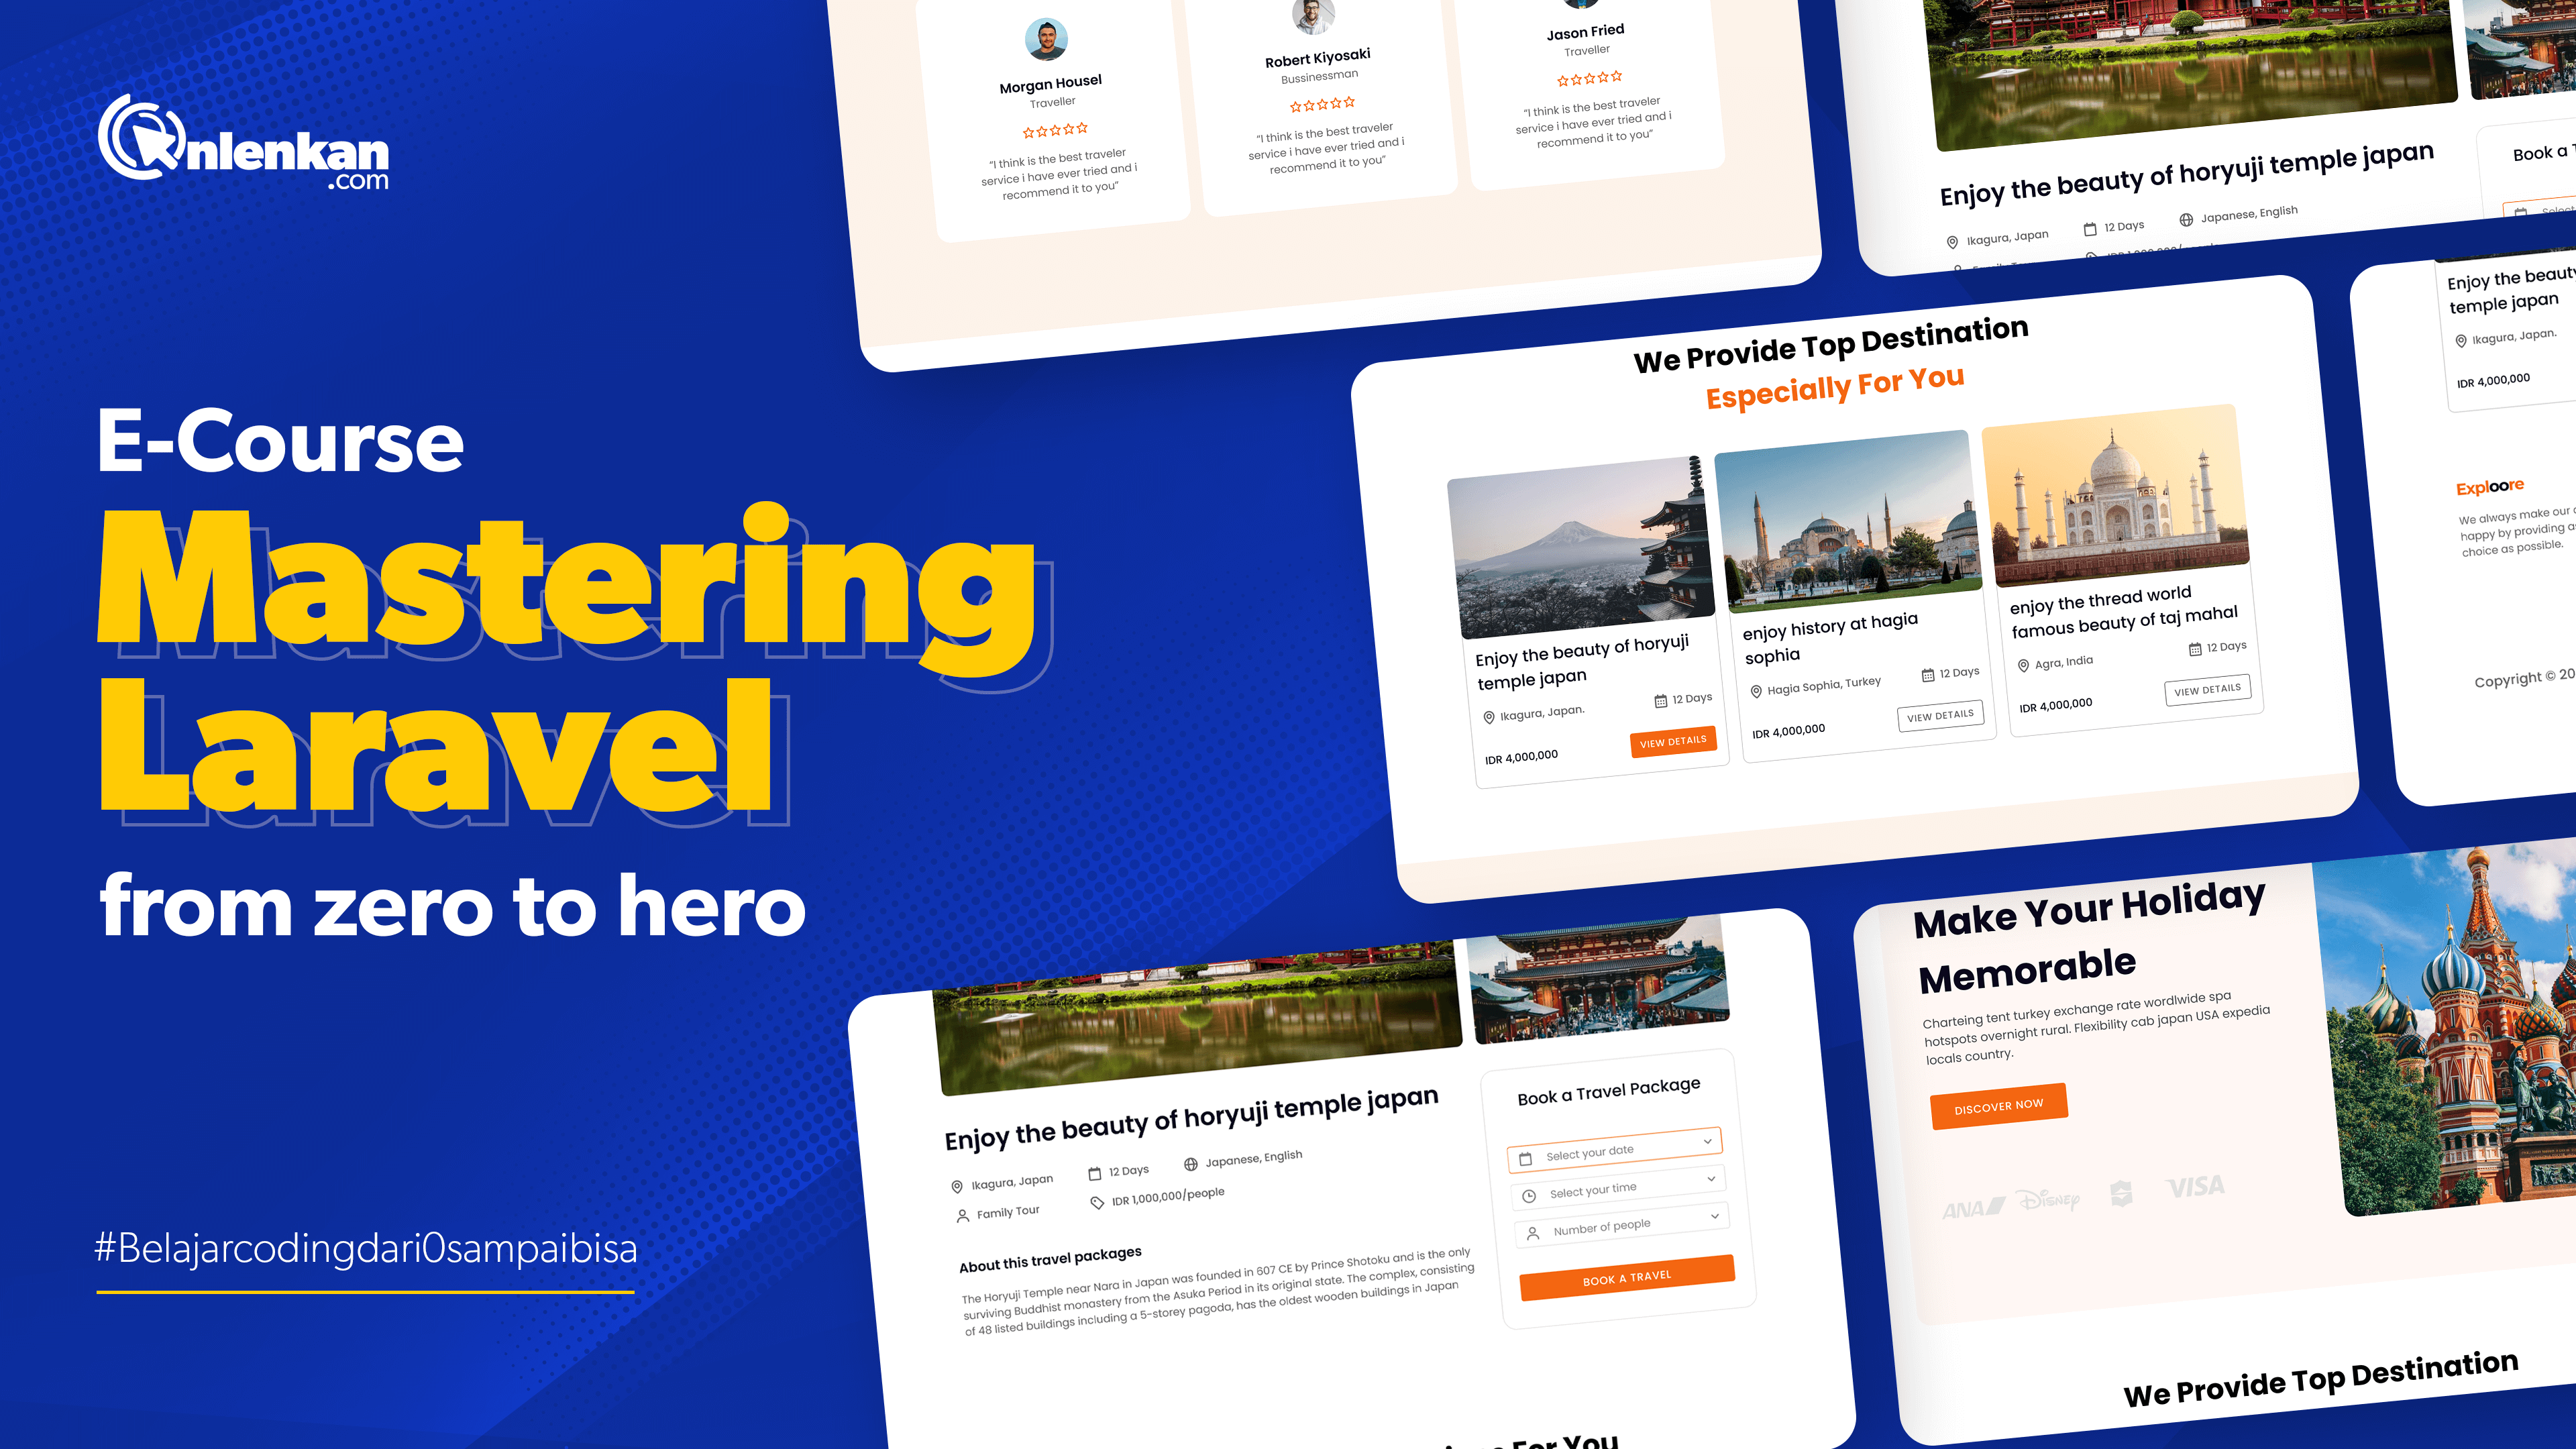 Onlenkan
.com
E-Course
Mastering
Laravel
from zero to hero
#Belajarcodingdari0sampaibisa
Morgan Housel
Traveller
“I think is the best traveler
service i have ever tried and i
recommend it to you”
Robert Kiyosaki
Bussinessman
“I think is the best traveler
service i have ever tried and i
recommend it to you”
Jason Fried
Traveller
“I think is the best traveler
service i have ever tried and i
recommend it to you”
Enjoy the beauty of horyuji temple japan
Ikagura, Japan
12 Days
Japanese, English
Book a
Select
We Provide Top Destination
Especially For You
Enjoy the beauty of horyuji
temple japan
Ikagura, Japan.
12 Days
IDR 4,000,000
VIEW DETAILS
enjoy history at hagia
sophia
Hagia Sophia, Turkey
12 Days
IDR 4,000,000
VIEW DETAILS
enjoy the thread world
famous beauty of taj mahal
Agra, India
12 Days
IDR 4,000,000
VIEW DETAILS
Enjoy the
temple japan
Ikagura, Japan.
IDR 4,000,000
Exploore
We always make our
happy by providing
choice as possible.
Copyright © 20
Enjoy the beauty of horyuji temple japan
Ikagura, Japan
12 Days
Japanese, English
Family Tour
IDR 1,000,000/people
About this travel packages
The Horyuji Temple near Nara in Japan was founded in 607 CE by Prince Shotoku and is the only
surviving Buddhist monastery from the Asuka Period in its original state. The complex, consisting
of 48 listed buildings including a 5-storey pagoda, has the oldest wooden buildings in Japan
Book a Travel Package
Select your date
Select your time
Number of people
BOOK A TRAVEL
For You
Make Your Holiday
Memorable
Charteing tent turkey exchange rate wordlwide spa
hotspots overnight rural. Flexibility cab japan USA expedia
locals country.
DISCOVER NOW
ANA
Disney
VISA
We Provide Top Destination